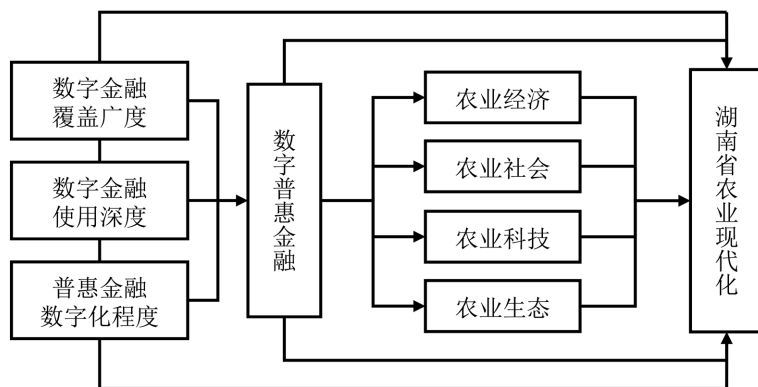 数字金融
覆盖广度
数字金融
使用深度
普惠金融
数字化程度
数字普惠金融
农业经济
农业社会
农业科技
农业生态
湖南省农业现代化